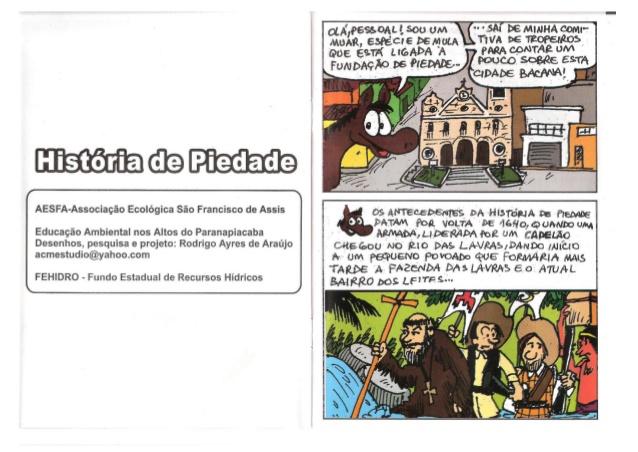 História de Piedade
AESFA-Associação Ecológica São Francisco de Assis
Educação Ambiental nos Altos do Paranapiacaba
Desenhos, pesquisa e projeto: Rodrigo Ayres de Araújo
acmestudio@yahoo.com
FEHIDRO - Fundo Estadual de Recursos Hídricos
OLÁ, PESSOAL! SOU UM
MUAR, ESPÉCIE DE MULA
QUE ESTÁ LIGADA À
FUNDAÇÃO DE PIEDADE...
...SAÍ DE MINHA COMI-
TIVA DE TROPEIROS
PARA CONTAR UM
POUCO SOBRE ESTA
CIDADE BACANA!
OS ANTECEDENTES DA HISTÓRIA DE PIEDADE
DATAM POR VOLTA DE 1640, QUANDO UMA
ARMADA, LIDERADA POR UM CAPELÃO
CHEGOU NO RIO DAS LAVRAS, DANDO INÍCIO
A UM PEQUENO POVOADO QUE FORMARIA MAIS
TARDE A FAZENDA DAS LAVRAS E O ATUAL
BAIRRO DOS LEITES...